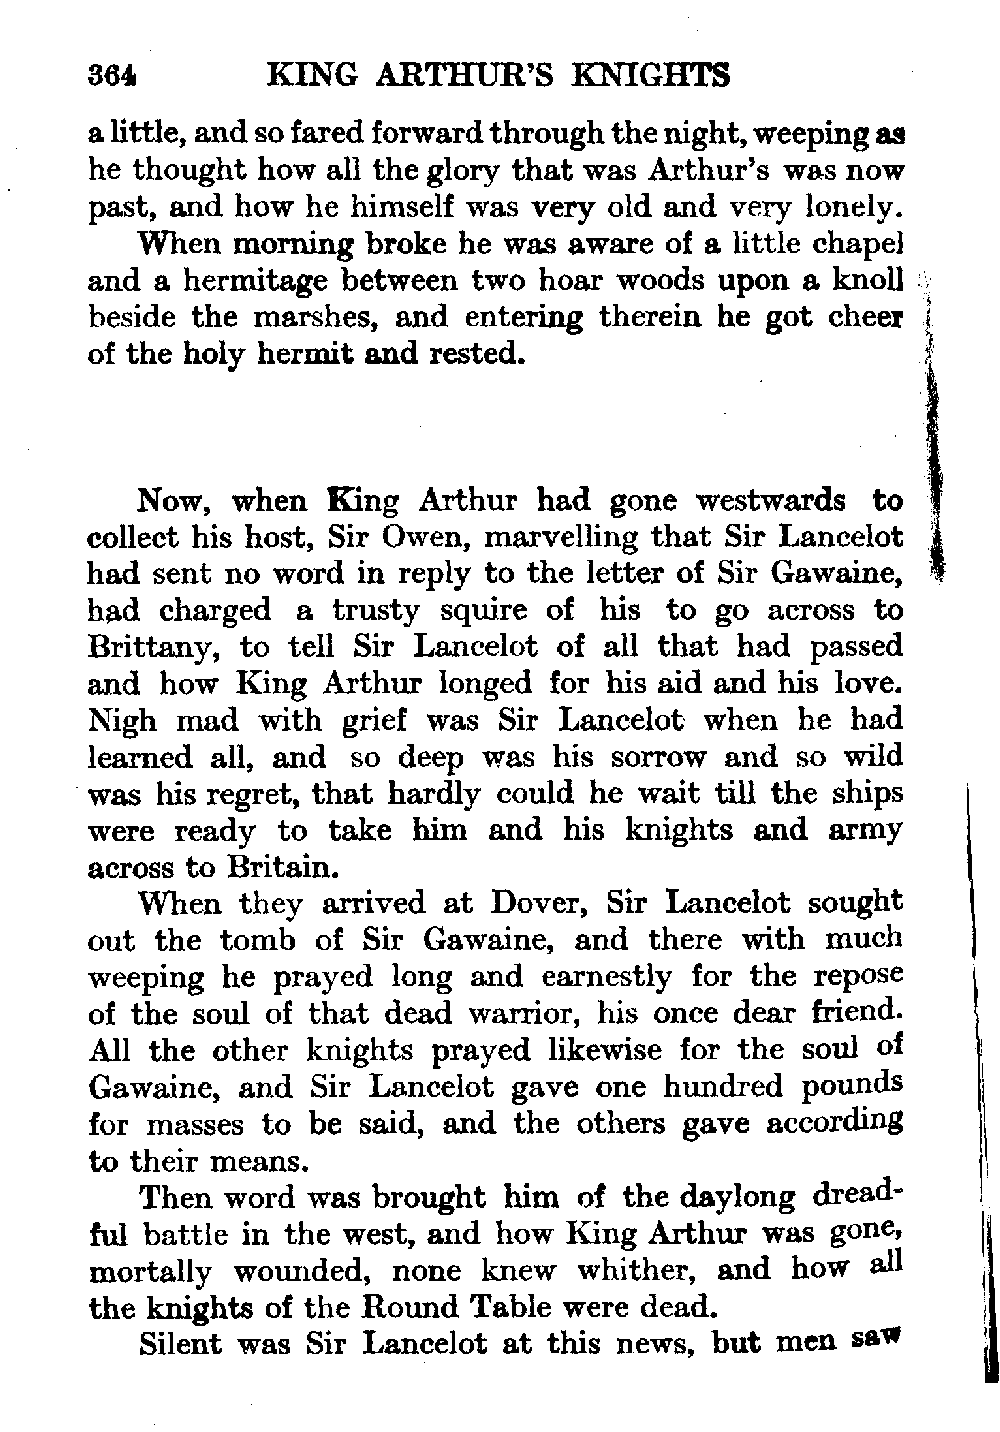 364 KING ARTHUR'S KNIGHTS
a little, and so fared forward through the night, weeping as
he thought how all the glory that was Arthur's was now
past, and how he himself was very old and very lonely.
When morning broke he was aware of a little chapel
and a hermitage between two hoar woods upon a knoll
beside the marshes, and entering therein he got cheer
of the holy hermit and rested.
Now, when King Arthur had gone westwards to
collect his host, Sir Owen, marvelling that Sir Lancelot
had sent no word in reply to the letter of Sir Gawaine,
had charged a trusty squire of his to go across to
Brittany, to tell Sir Lancelot of all that had passed
and how King Arthur longed for his aid and his love.
Nigh mad with grief was Sir Lancelot when he had
learned all, and so deep was his sorrow and so wild
was his regret, that hardly could he wait till the ships
were ready to take him and his knights and army
across to Britain.
When they arrived at Dover, Sir Lancelot sought
out the tomb of Sir Gawaine, and there with much
weeping he prayed long and earnestly for the repose
of the soul of that dead warrior, his once dear friend.
All the other knights prayed likewise for the soul of
Gawaine, and Sir Lancelot gave one hundred pounds
for masses to be said, and the others gave according
to their means.
Then word was brought him of the daylong dread-
ful battle in the west, and how King Arthur was gone,
mortally wounded, none knew whither, and how all
the knights of the Round Table were dead.
Silent was Sir Lancelot at this news, but men saw